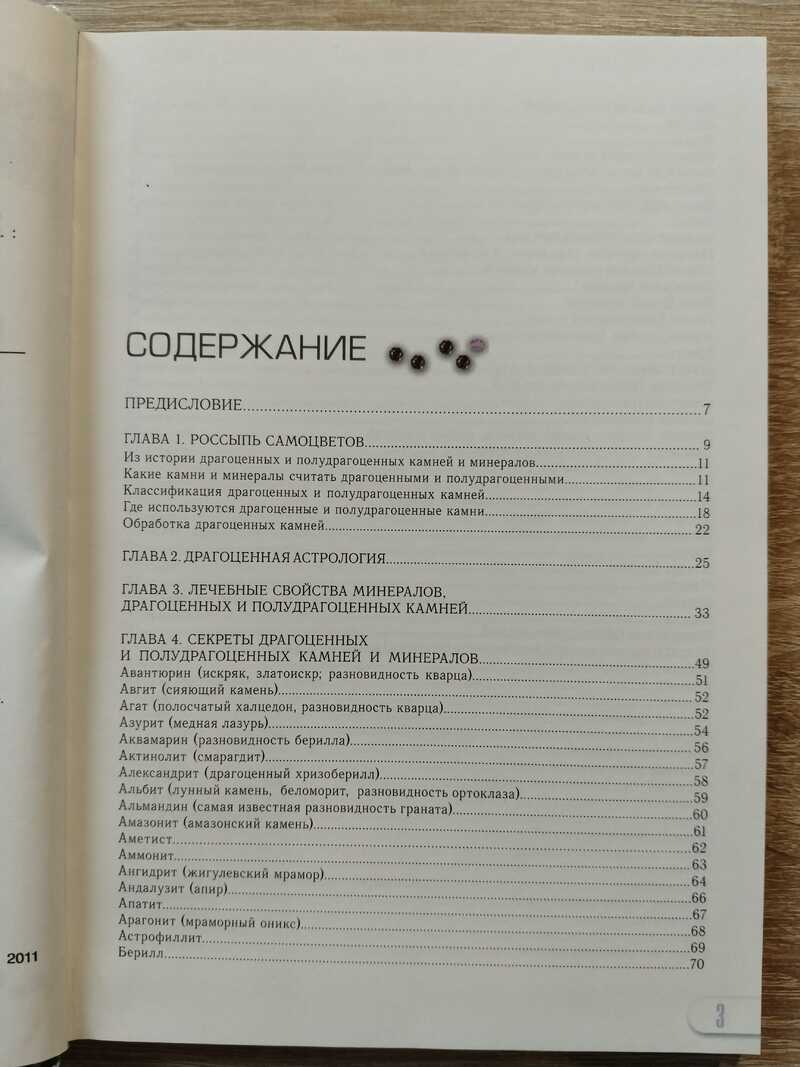 . :
.
2011
СОДЕРЖАНИЕ
ПРЕДИСЛОВИЕ 7
ГЛАВА 1. РОССЫПЬ САМОЦВЕТОВ 9
Из истории драгоценных и полудрагоценных камней и минералов 11
Какие камни и минералы считать драгоценными и полудрагоценными 11
Классификация драгоценных и полудрагоценных камней 14
Где используются драгоценные и полудрагоценные камни 18
Обработка драгоценных камней 22
ГЛАВА 2. ДРАГОЦЕННАЯ АСТРОЛОГИЯ 25
ГЛАВА 3. ЛЕЧЕБНЫЕ СВОЙСТВА МИНЕРАЛОВ,
ДРАГОЦЕННЫХ И ПОЛУДРАГОЦЕННЫХ КАМНЕЙ 33
ГЛАВА 4. СЕКРЕТЫ ДРАГОЦЕННЫХ
И ПОЛУДРАГОЦЕННЫХ КАМНЕЙ И МИНЕРАЛОВ 49
Авантюрин (искряк, златоискр; разновидность кварца) 51
Авгит (сияющий камень) 52
Агат (полосчатый халцедон, разновидность кварца) 52
Азурит (медная лазурь) 54
Аквамарин (разновидность берилла) 56
Актинолит (смарагдит) 57
Александрит (драгоценный хризоберилл) 58
Альбит (лунный камень, беломорит, разновидность ортоклаза) 59
Альмандин (самая известная разновидность граната) 60
Амазонит (амазонский камень) 61
Аметист 62
Аммонит 63
Ангидрит (жигулевский мрамор) 64
Андалузит (апир) 66
Апатит 67
Арагонит (мраморный оникс) 68
Астрофиллит 69
Берилл 70
3